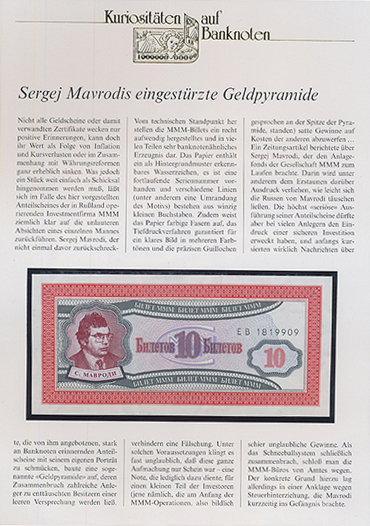 Kuriositäten auf
Banknoten
Sergej Mavrodis eingestürzte Geldpyramide
Nicht alle Geldscheine oder damit
verwandten Zertifikate wecken nur
positive Erinnerungen, kann doch
ihr Wert als Folge von Inflation
und Kursverlusten oder im Zusam-
menhang mit Währungsreformen
ganz erheblich sinken. Was jedoch
ein Stück weit einfach als Schicksal
hingenommen werden muß, läßt
sich im Falle des hier vorgestellten
Anteilscheines der in Rußland ope-
rierenden Investmentfirma MMM
ziemlich klar auf die unlauteren
Absichten eines einzelnen Mannes
zurückführen. Sergej Mavrodi, der
nicht einmal davor zurückschreck-
Vom technischen Standpunkt her
stellen die MMM-Billets ein recht
aufwendig hergestelltes und in vie-
len Teilen sehr banknotenähnliches
Erzeugnis dar. Das Papier enthält
ein als Hintergrundmuster erkenn-
bares Wasserzeichen, es ist eine
fortlaufende Seriennummer vor-
handen und verschiedene Linien
(unter anderem eine Umrandung
des Motivs) bestehen aus winzig
kleinen Buchstaben. Zudem weist
das Papier farbige Fasern auf, das
Tiefdruckverfahren garantiert für
ein klares Bild in mehreren Farb-
tönen und die präzisen Guillochen
gesprochen an der Spitze der Pyra-
mide, standen) satte Gewinne auf
Kosten der anderen abzuwerfen ...
Ein Zeitungsartikel berichtete über
Sergej Mavrodi, der den Anlage-
fonds der Gesellschaft MMM zum
Laufen brachte. Darin wird unter
anderem dem Erstaunen darüber
Ausdruck verliehen, wie leicht sich
die Russen von Mavrodi täuschen
ließen. Die höchst «seriöse» Aus-
führung seiner Anteilscheine dürfte
aber bei vielen Anlegern den Ein-
druck einer sicheren Investition
erweckt haben, und anfangs kur-
sierten wirklich Nachrichten über
БИЛЕТ МММ БИЛЕТ МММ БИЛЕТ МММ
ЕВ 1819909
Билетов 10 Билетов
10
С. МАВРОДИ
БИЛЕТ МММ БИЛЕТ МММ БИЛЕТ МММ
te, die von ihm angebotenen, stark
an Banknoten erinnernden Anteil-
scheine mit seinem eigenen Porträt
zu schmücken, baute eine soge-
nannte «Geldpyramide» auf, deren
Zusammenbruch zahlreiche Anle-
ger zu enttäuschten Besitzern einer
leeren Versprechung werden ließ.
verhindern eine Fälschung. Unter
solchen Voraussetzungen klingt es
fast unglaublich, daß diese ganze
Aufmachung nur Schein war – eine
Note, die lediglich dazu diente, für
einen kleinen Teil der Investoren
(jene nämlich, die am Anfang der
MMM-Operationen, also bildlich
schier unglaubliche Gewinne. Als
das Schneeballsystem schließlich
zusammenbrach, schloß man die
MMM-Büros von Amtes wegen.
Der konkrete Grund hierzu lag
allerdings in einer Anklage wegen
Steuerhinterziehung, die Mavrodi
kurzzeitig ins Gefängnis brachte.